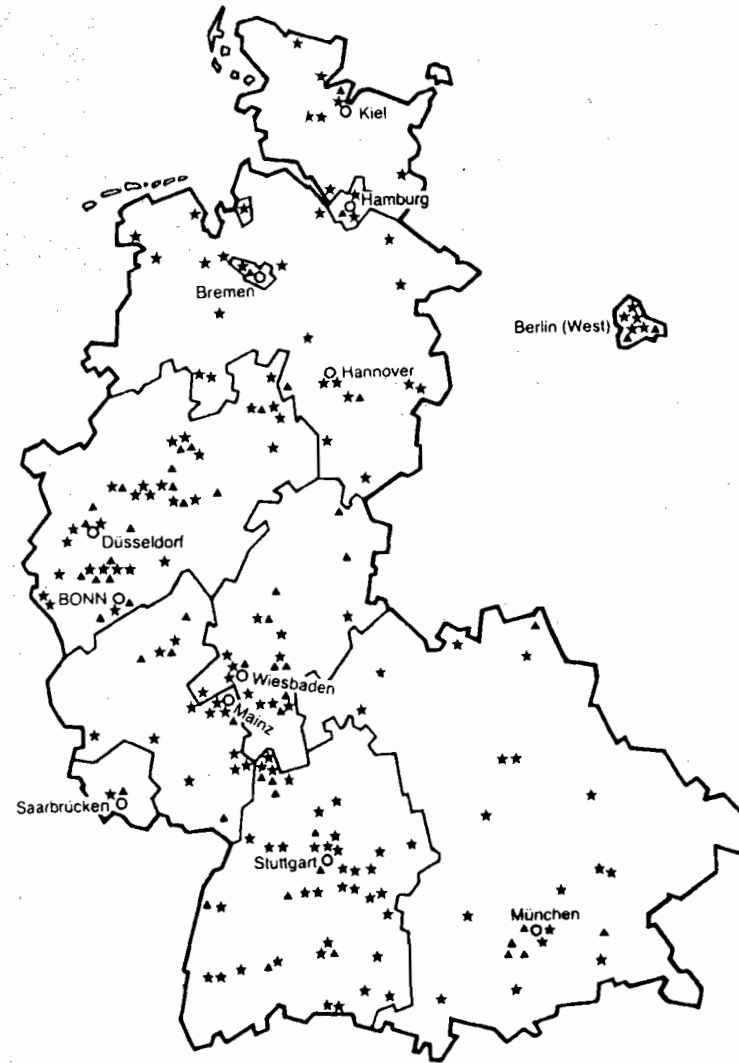 Kiel
Hamburg
Bremen
Berlin (West)
Hannover
Düsseldorf
BONN
Wiesbaden
Mainz
Saarbrücken
Stuttgart
München